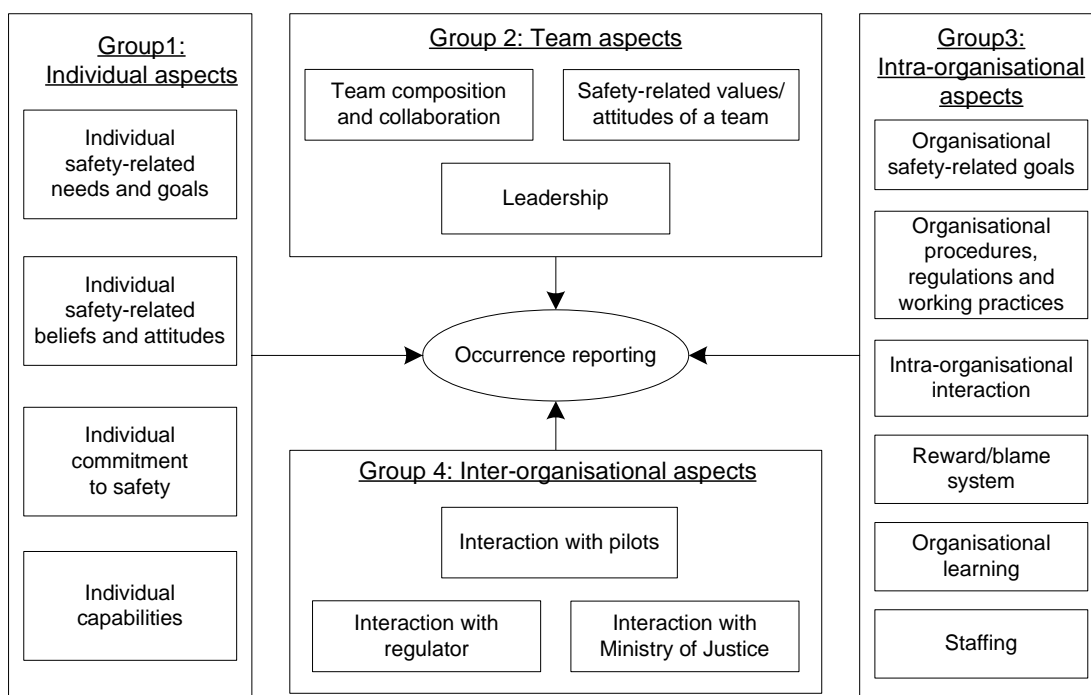 Group1:
Individual aspects
Individual
safety-related
needs and goals
Individual
safety-related
beliefs and attitudes
Individual
commitment
to safety
Individual
capabilities
Group 2: Team aspects
Team composition
and collaboration
Safety-related values/
attitudes of a team
Leadership
Occurrence reporting
Group 4: Inter-organisational aspects
Interaction with pilots
Interaction with
regulator
Interaction with
Ministry of Justice
Group3:
Intra-organisational
aspects
Organisational
safety-related goals
Organisational
procedures,
regulations and
working practices
Intra-organisational
interaction
Reward/blame
system
Organisational
learning
Staffing